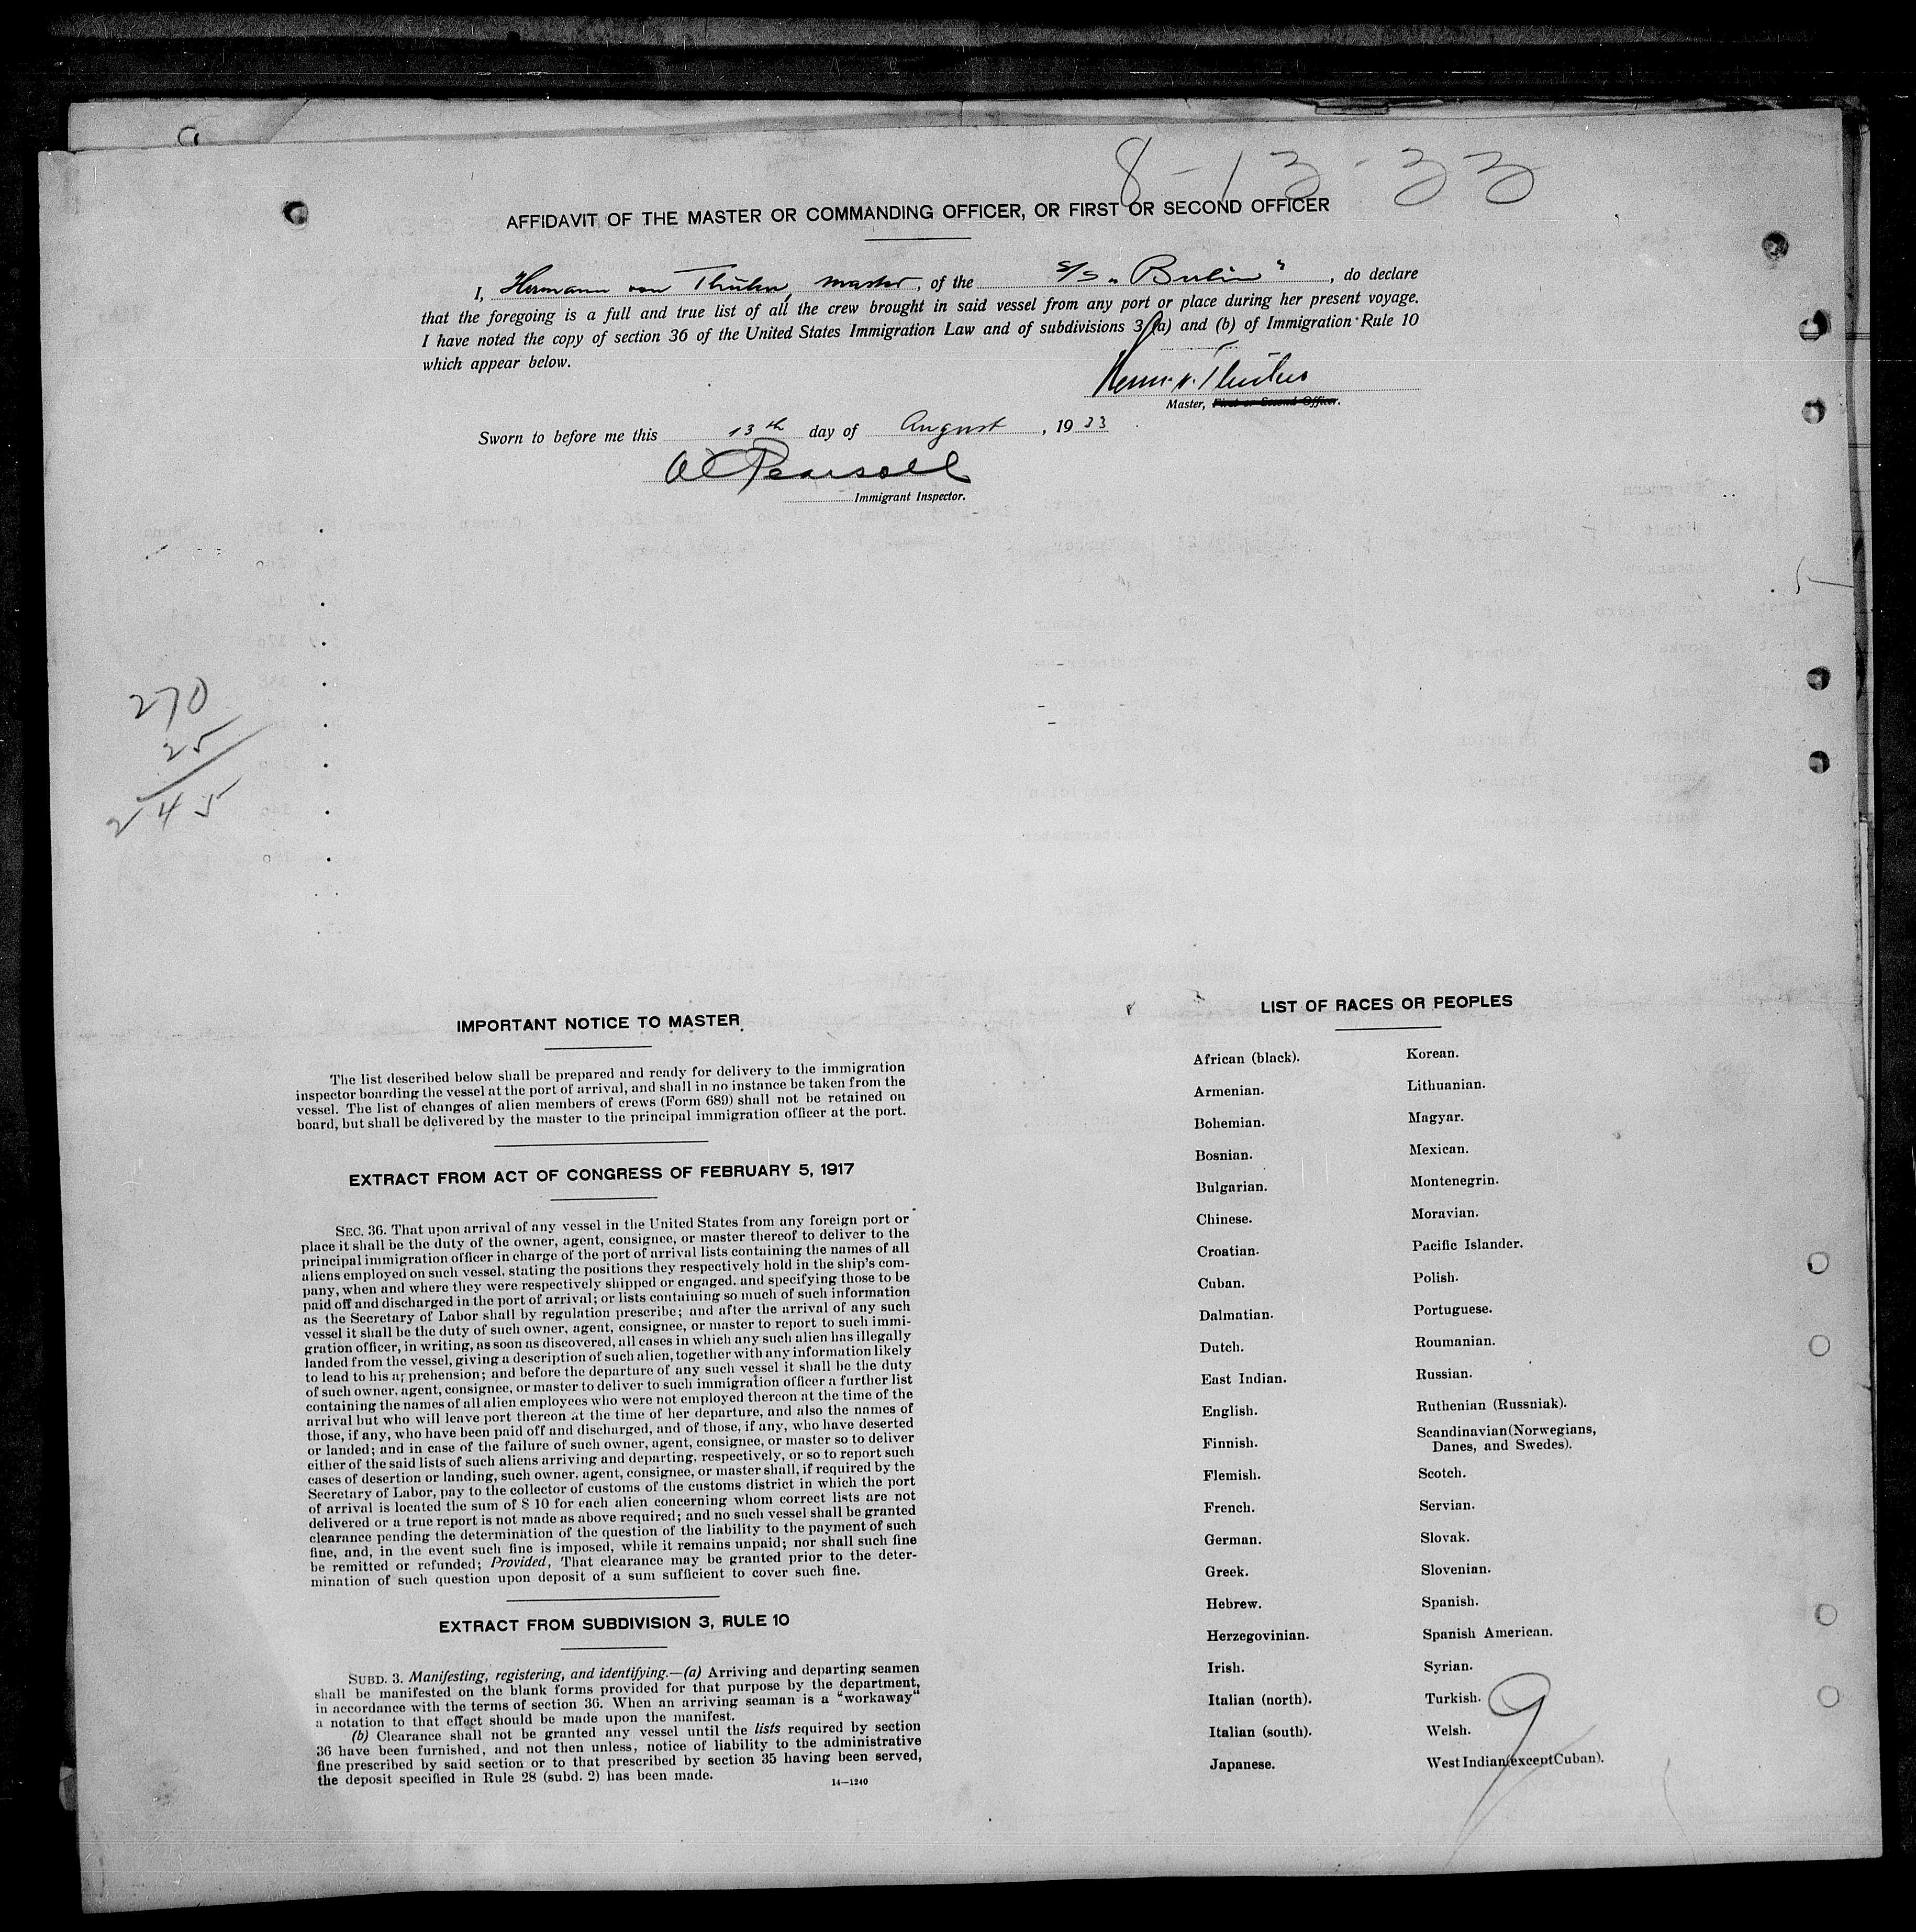 8-13-33
AFFIDAVIT OF THE MASTER OR COMMANDING OFFICER, OR FIRST OR SECOND OFFICER
I, Hermann von Thülen, master, of the S/S „Berlin", do declare
that the foregoing is a full and true list of all the crew brought in said vessel from any port or place during her present voyage.
I have noted the copy of section 36 of the United States Immigration Law and of subdivisions 3 (a) and (b) of Immigration Rule 10
which appear below.
Master, First or Second Officer.
Sworn to before me this 13th day of August, 1933
Pearsall
Immigrant Inspector.
270
25
245
IMPORTANT NOTICE TO MASTER
The list described below shall be prepared and ready for delivery to the immigration
inspector boarding the vessel at the port of arrival, and shall in no instance be taken from the
vessel. The list of changes of alien members of crews (Form 689) shall not be retained on
board, but shall be delivered by the master to the principal immigration officer at the port.
EXTRACT FROM ACT OF CONGRESS OF FEBRUARY 5, 1917
SEC. 36. That upon arrival of any vessel in the United States from any foreign port or
place it shall be the duty of the owner, agent, consignee, or master thereof to deliver to the
principal immigration officer in charge of the port of arrival lists containing the names of all
aliens employed on such vessel, stating the positions they respectively hold in the ship's com-
pany, when and where they were respectively shipped or engaged, and specifying those to be
paid off and discharged in the port of arrival; or lists containing so much of such information
as the Secretary of Labor shall by regulation prescribe; and after the arrival of any such
vessel it shall be the duty of such owner, agent, consignee, or master to report to such immi-
gration officer, in writing, as soon as discovered, all cases in which any such alien has illegally
landed from the vessel, giving a description of such alien, together with any information likely
to lead to his apprehension; and before the departure of any such vessel it shall be the duty
of such owner, agent, consignee, or master to deliver to such immigration officer a further list
containing the names of all alien employees who were not employed thereon at the time of the
arrival but who will leave port thereon at the time of her departure, and also the names of
those, if any, who have been paid off and discharged, and of those, if any, who have deserted
or landed; and in case of the failure of such owner, agent, consignee, or master so to deliver
either of the said lists of such aliens arriving and departing, respectively, or so to report such
cases of desertion or landing, such owner, agent, consignee, or master shall, if required by the
Secretary of Labor, pay to the collector of customs of the customs district in which the port
of arrival is located the sum of $ 10 for each alien concerning whom correct lists are not
delivered or a true report is not made as above required; and no such vessel shall be granted
clearance pending the determination of the question of the liability to the payment of such
fine, and, in the event such fine is imposed, while it remains unpaid; nor shall such fine
be remitted or refunded; Provided, That clearance may be granted prior to the deter-
mination of such question upon deposit of a sum sufficient to cover such fine.
EXTRACT FROM SUBDIVISION 3, RULE 10
SUBD. 3. Manifesting, registering, and identifying.—(a) Arriving and departing seamen
shall be manifested on the blank forms provided for that purpose by the department,
in accordance with the terms of section 36. When an arriving seaman is a "workaway"
a notation to that effect should be made upon the manifest.
(b) Clearance shall not be granted any vessel until the lists required by section
36 have been furnished, and not then unless, notice of liability to the administrative
fine prescribed by said section or to that prescribed by section 35 having been served,
the deposit specified in Rule 28 (subd. 2) has been made.
14—1240
LIST OF RACES OR PEOPLES
African (black).
Armenian.
Bohemian.
Bosnian.
Bulgarian.
Chinese.
Croatian.
Cuban.
Dalmatian.
Dutch.
East Indian.
English.
Finnish.
Flemish.
French.
German.
Greek.
Hebrew.
Herzegovinian.
Irish.
Italian (north).
Italian (south).
Japanese.
Korean.
Lithuanian.
Magyar.
Mexican.
Montenegrin.
Moravian.
Pacific Islander.
Polish.
Portuguese.
Roumanian.
Russian.
Ruthenian (Russniak).
Scandinavian (Norwegians,
Danes, and Swedes).
Scotch.
Servian.
Slovak.
Slovenian.
Spanish.
Spanish American.
Syrian.
Turkish.
Welsh.
West Indian (except Cuban).
9